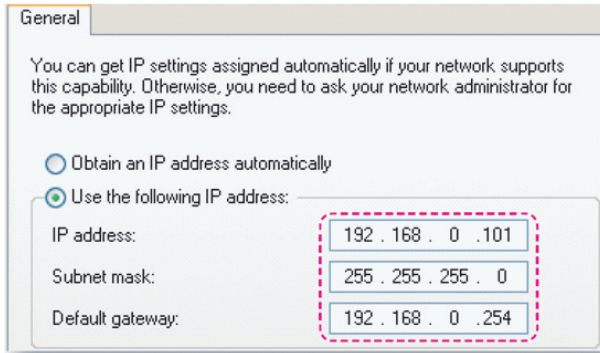 General
You can get IP settings assigned automatically if your network supports
this capability. Otherwise, you need to ask your network administrator for
the appropriate IP settings.
Obtain an IP address automatically
Use the following IP address:
IP address: 192 . 168 . 0 .101
Subnet mask: 255 . 255 . 255 . 0
Default gateway: 192 . 168 . 0 .254